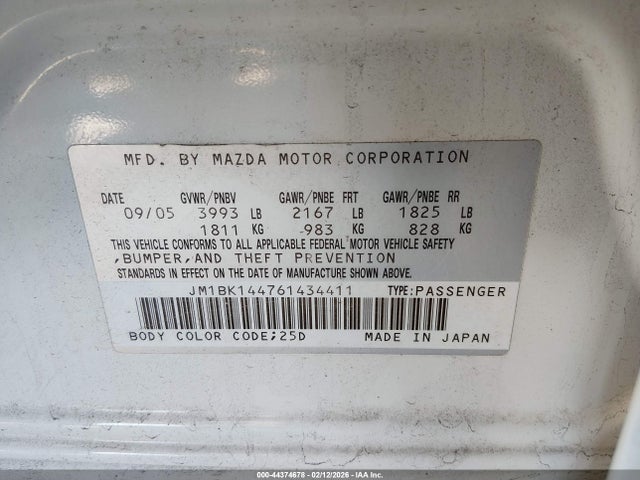 MFD. BY MAZDA MOTOR CORPORATION
DATE GVWR/PNBV GAWR/PNBE FRT GAWR/PNBE RR
09/05 3993 LB 2167 LB 1825 LB
1811 KG 983 KG 828 KG
THIS VEHICLE CONFORMS TO ALL APPLICABLE FEDERAL MOTOR VEHICLE SAFETY
,BUMPER,AND THEFT PREVENTION
STANDARDS IN EFFECT ON THE DATE OF MANUFACTURE SHOWN ABOVE.
JM1BK144761434411 TYPE:PASSENGER
BODY COLOR CODE;25D MADE IN JAPAN
000-44374678 - 02/12/2026 - IAA Inc.